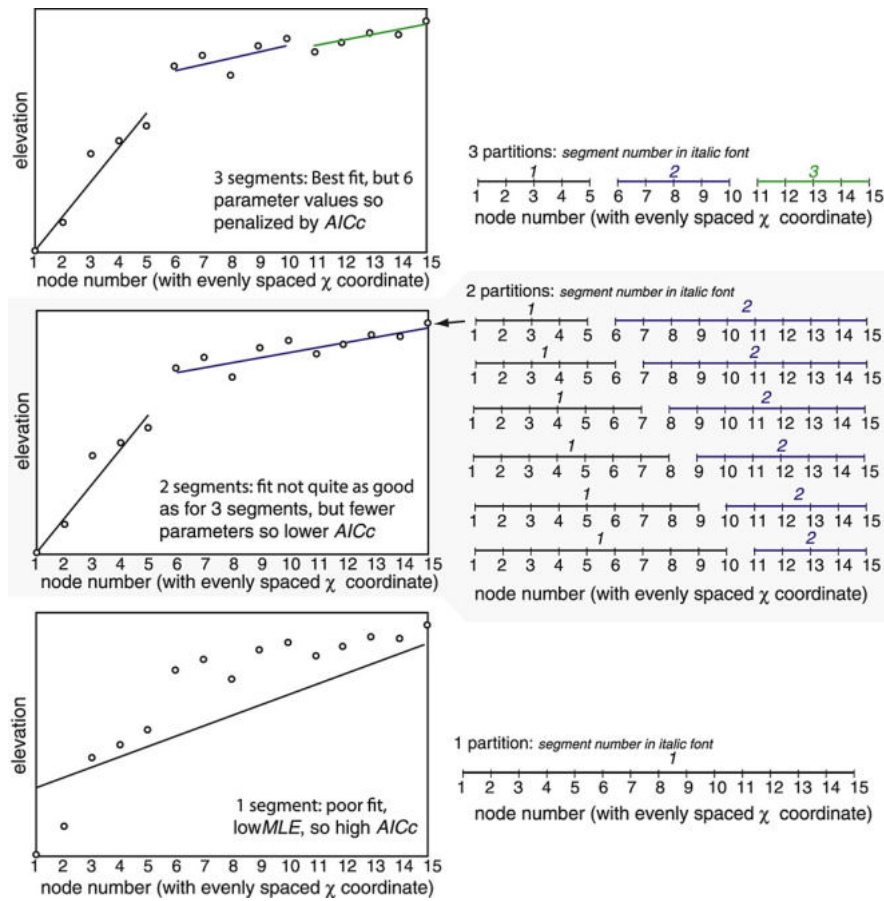 elevation
3 segments: Best fit, but 6
parameter values so
penalized by AICc
1 2 3 4 5 6 7 8 9 10 11 12 13 14 15
node number (with evenly spaced χ coordinate)
3 partitions: segment number in italic font
1 2 3
1 2 3 4 5 6 7 8 9 10 11 12 13 14 15
node number (with evenly spaced χ coordinate)
elevation
2 segments: fit not quite as good
as for 3 segments, but fewer
parameters so lower AICc
1 2 3 4 5 6 7 8 9 10 11 12 13 14 15
node number (with evenly spaced χ coordinate)
2 partitions: segment number in italic font
1 2
1 2 3 4 5 6 7 8 9 10 11 12 13 14 15
1 2
1 2 3 4 5 6 7 8 9 10 11 12 13 14 15
1 2
1 2 3 4 5 6 7 8 9 10 11 12 13 14 15
1 2
1 2 3 4 5 6 7 8 9 10 11 12 13 14 15
1 2
1 2 3 4 5 6 7 8 9 10 11 12 13 14 15
1 2
1 2 3 4 5 6 7 8 9 10 11 12 13 14 15
node number (with evenly spaced χ coordinate)
elevation
1 segment: poor fit,
lowMLE, so high AICc
1 2 3 4 5 6 7 8 9 10 11 12 13 14 15
node number (with evenly spaced χ coordinate)
1 partition: segment number in italic font
1
1 2 3 4 5 6 7 8 9 10 11 12 13 14 15
node number (with evenly spaced χ coordinate)